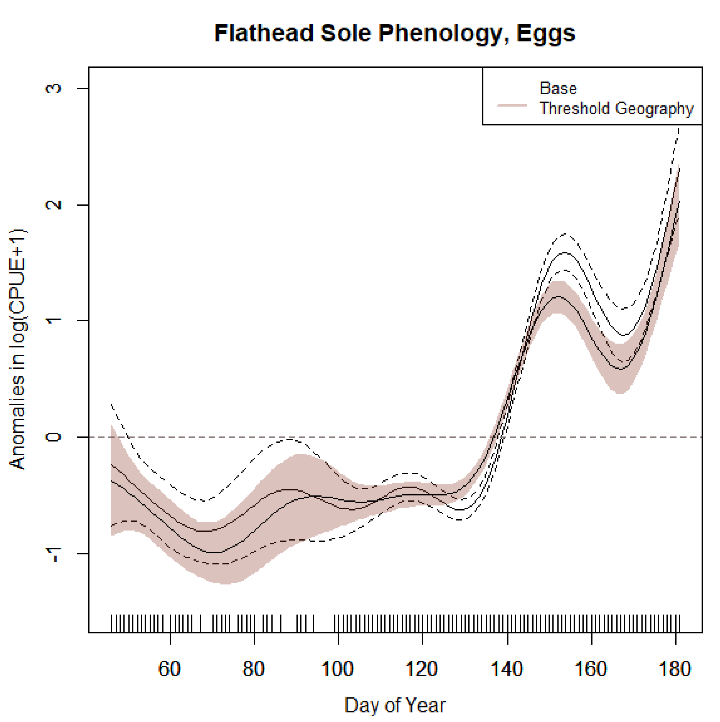 Flathead Sole Phenology, Eggs
Base
Threshold Geography
Anomalies in log(CPUE+1)
3
2
1
0
-1
60 80 100 120 140 160 180
Day of Year